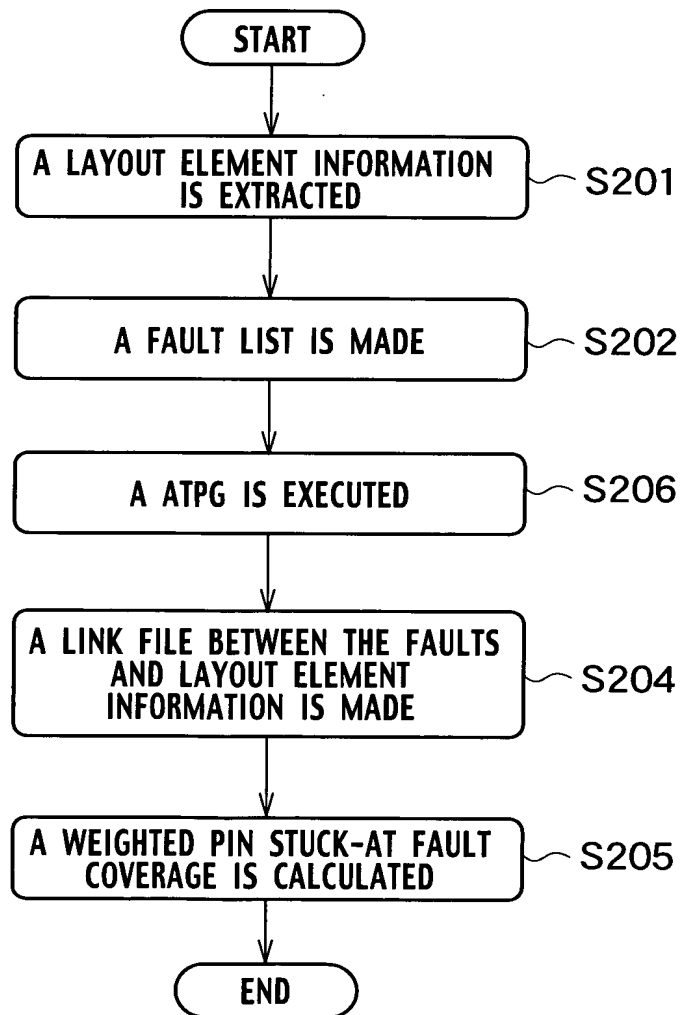 START
A LAYOUT ELEMENT INFORMATION
IS EXTRACTED
S201
A FAULT LIST IS MADE
S202
A ATPG IS EXECUTED
S206
A LINK FILE BETWEEN THE FAULTS
AND LAYOUT ELEMENT
INFORMATION IS MADE
S204
A WEIGHTED PIN STUCK-AT FAULT
COVERAGE IS CALCULATED
S205
END